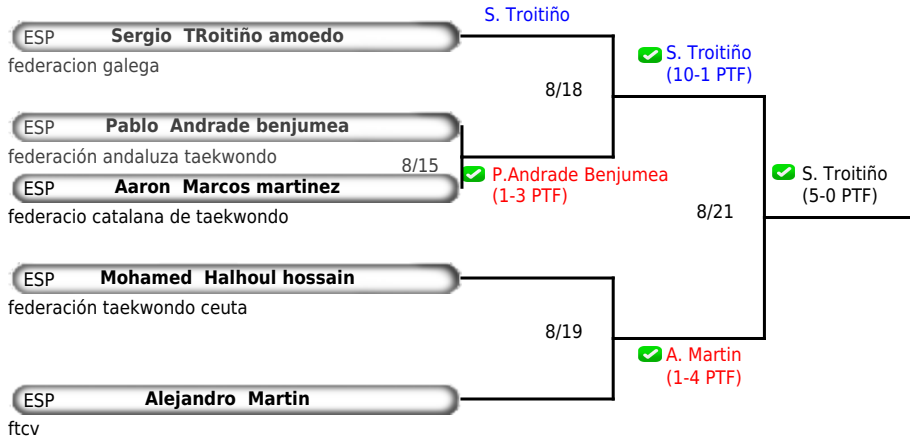 S. Troitiño
ESP Sergio TRoitiño amoedo
federacion galega
S. Troitiño
(10-1 PTF)
8/18
ESP Pablo Andrade benjumea
federación andaluza taekwondo
8/15
P.Andrade Benjumea
(1-3 PTF)
S. Troitiño
(5-0 PTF)
ESP Aaron Marcos martinez
federacio catalana de taekwondo
8/21
ESP Mohamed Halhoul hossain
federación taekwondo ceuta
8/19
A. Martin
(1-4 PTF)
ESP Alejandro Martin
ftcv